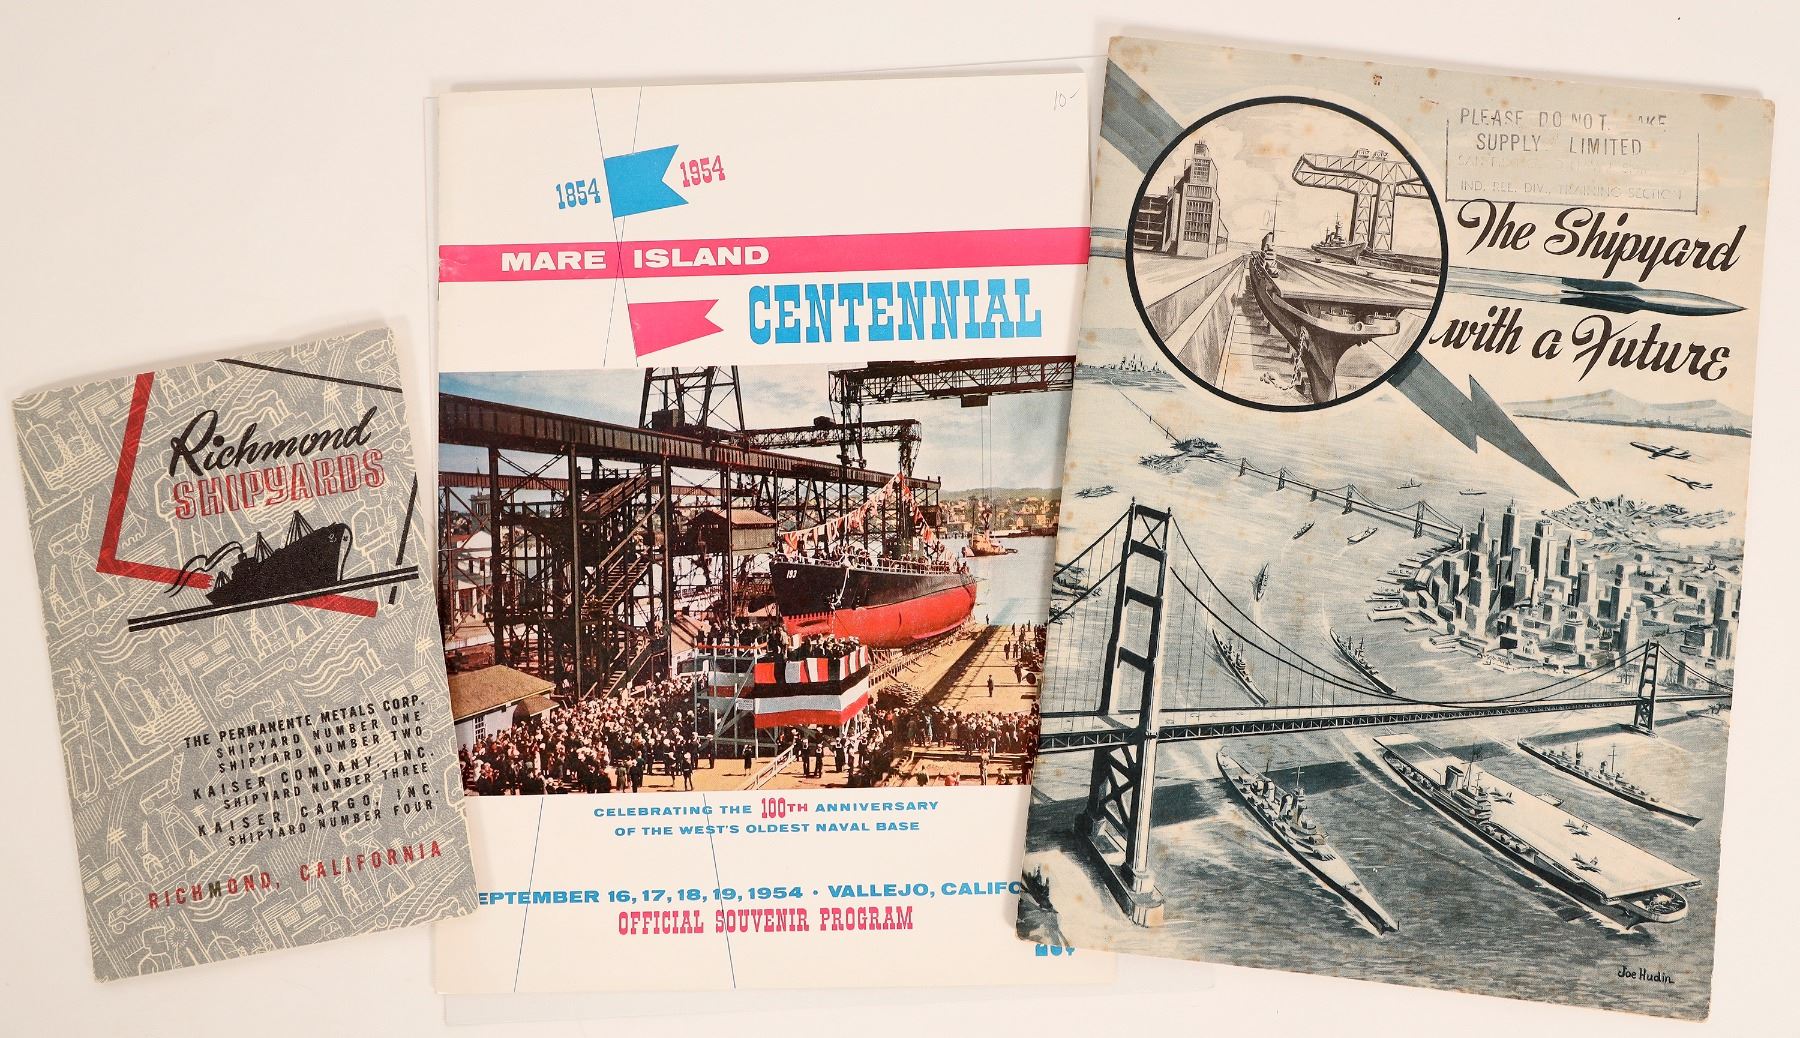 Richmond
SHIPYARDS
THE PERMANENTE METALS CORP.
SHIPYARD NUMBER ONE
SHIPYARD NUMBER TWO
KAISER COMPANY, INC.
SHIPYARD NUMBER THREE
KAISER CARGO, INC.
SHIPYARD NUMBER FOUR
RICHMOND, CALIFORNIA
10-
1854 1954
MARE ISLAND
CENTENNIAL
193
CELEBRATING THE 100TH ANNIVERSARY
OF THE WEST'S OLDEST NAVAL BASE
EPTEMBER 16, 17, 18, 19, 1954 · VALLEJO, CALIFO
OFFICIAL SOUVENIR PROGRAM
PLEASE DO NOT
SUPPLY LIMITED
IND. REL. DIV., TRAINING SECTION
The Shipyard
with a Future
Joe Hudin